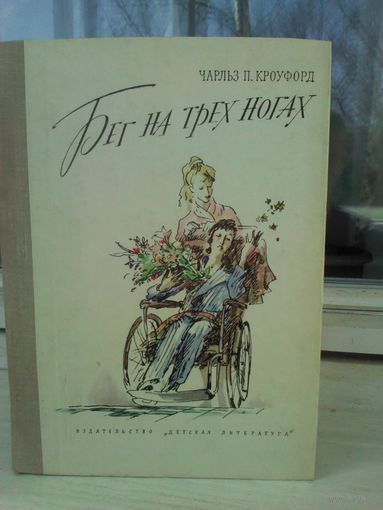 ЧАРЛЬЗ П. КРОУФОРД
БЕГ НА ТРЕХ НОГАХ
ИЗДАТЕЛЬСТВО „ДЕТСКАЯ ЛИТЕРАТУРА"